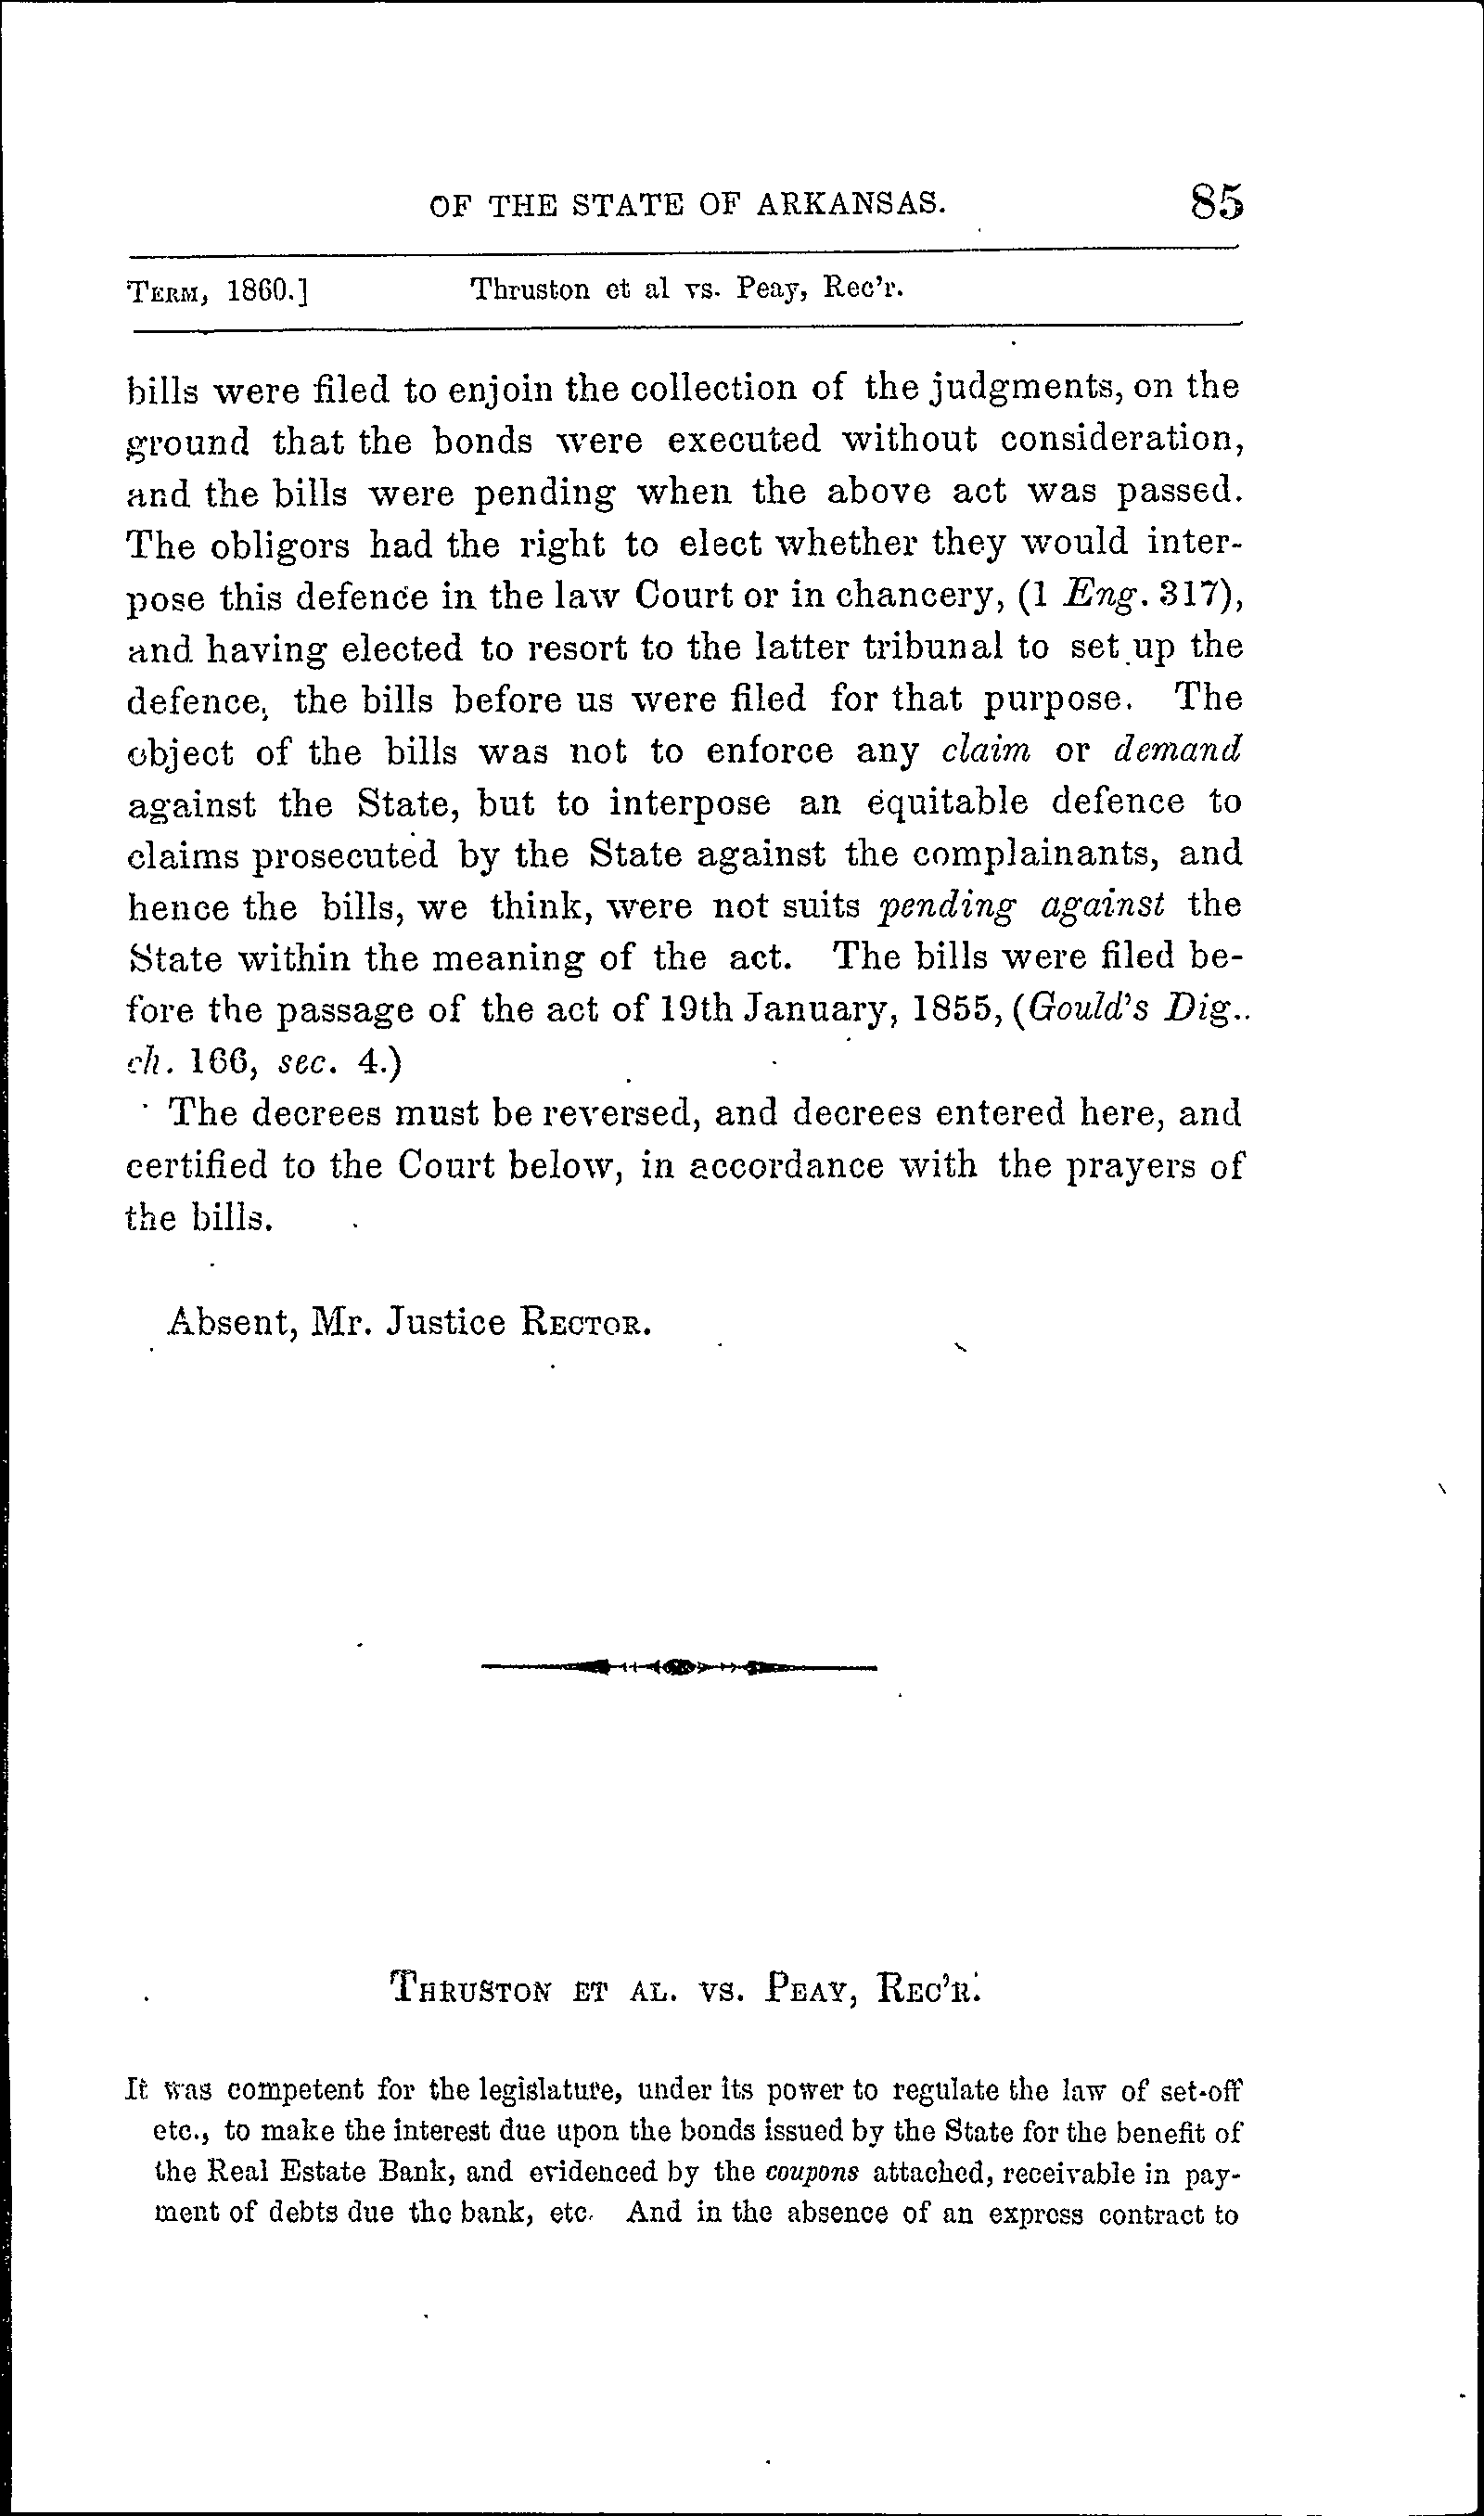 OF THE STATE OF ARKANSAS. 85
TERM, 1860.] Thruston et al vs. Peay, Rec'r.
bills were filed to enjoin the collection of the judgments, on the
ground that the bonds were executed without consideration,
and the bills were pending when the above act was passed.
The obligors had the right to elect whether they would inter-
pose this defence in the law Court or in chancery, (1 Eng. 317),
and having elected to resort to the latter tribunal to set up the
defence, the bills before us were filed for that purpose. The
object of the bills was not to enforce any claim or demand
against the State, but to interpose an equitable defence to
claims prosecuted by the State against the complainants, and
hence the bills, we think, were not suits pending against the
State within the meaning of the act. The bills were filed be-
fore the passage of the act of 19th January, 1855, (Gould's Dig..
ch. 166, sec. 4.)
The decrees must be reversed, and decrees entered here, and
certified to the Court below, in accordance with the prayers of
the bills.
Absent, Mr. Justice RECTOR.
THRUSTON ET AL. VS. PEAY, REC'R.
It was competent for the legislature, under its power to regulate the law of set-off
etc., to make the interest due upon the bonds issued by the State for the benefit of
the Real Estate Bank, and evidenced by the coupons attached, receivable in pay-
ment of debts due the bank, etc. And in the absence of an express contract to